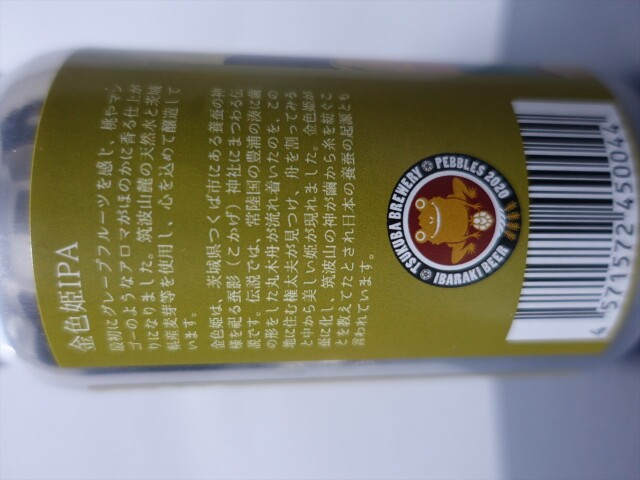 金色姫IPA
最初にグレープフルーツを感じ、桃やマン
ゴーのようなアロマがほのかに香る仕上が
りになりました。筑波山麓の天然水と茨城
県産麦芽等を使用し、心を込めて醸造して
います。
金色姫は、茨城県つくば市にある養蚕の神
様を祀る蚕影（こかげ）神社にまつわる伝
説です。伝説では、常陸国の豊浦の湊に繭
の形をした丸木舟が流れ着いたのを、この
地に住む権太夫が見つけ、舟を割ってみる
と中から美しい姫が現れました。金色姫が
蚕に化し、筑波山の神が繭から糸を紡ぐこ
とを教えてたとされ日本の養蚕の起源とも
言われています。
TSUKUBA BREWERY
PEBBLES 2020
IBARAKI BEER
4 571572 450044